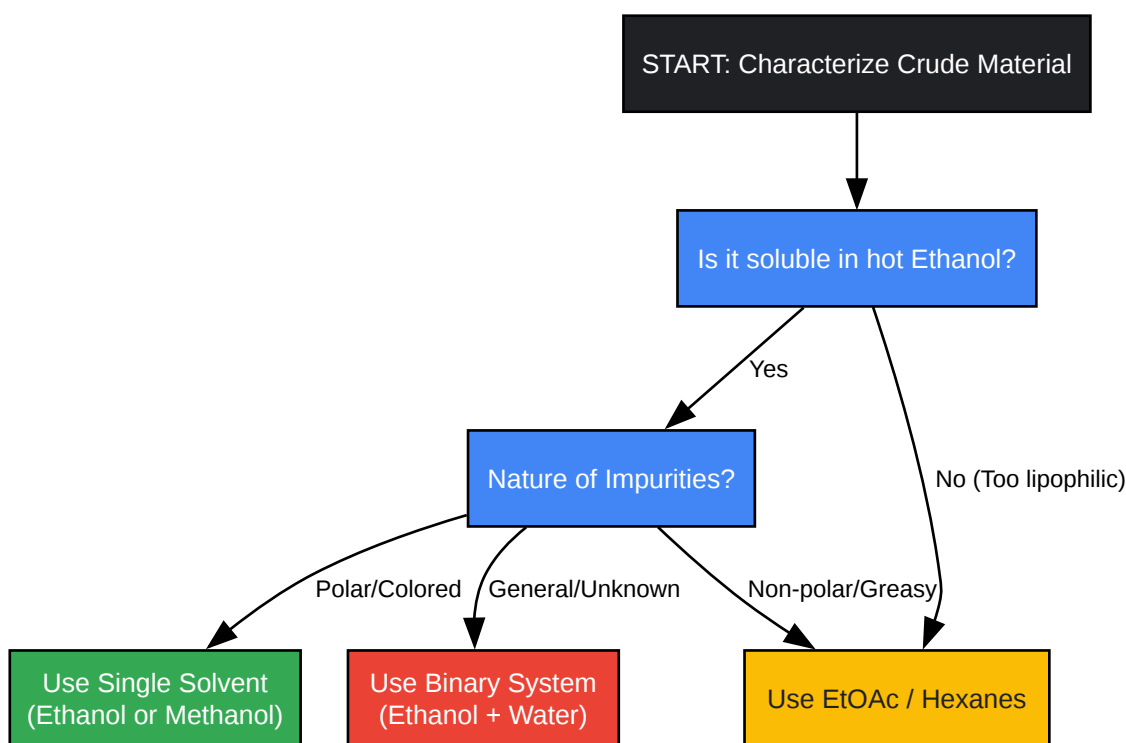 START: Characterize Crude Material
Is it soluble in hot Ethanol?
Yes
No (Too lipophilic)
Nature of Impurities?
Polar/Colored
General/Unknown
Non-polar/Greasy
Use Single Solvent
(Ethanol or Methanol)
Use Binary System
(Ethanol + Water)
Use EtOAc / Hexanes